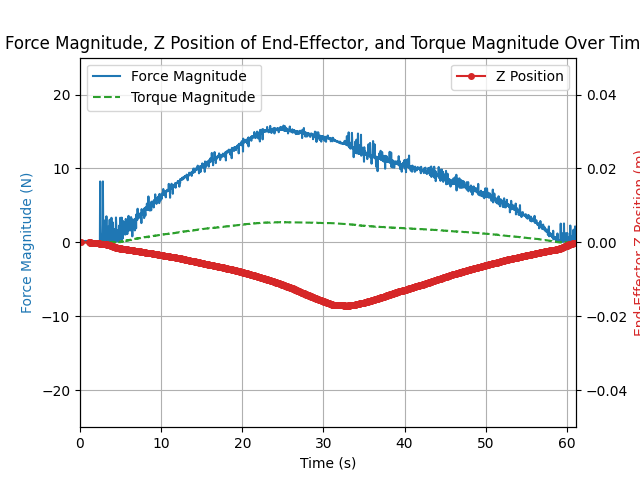 Force Magnitude, Z Position of End-Effector, and Torque Magnitude Over Tim
Force Magnitude
Torque Magnitude
Z Position
20
10
0
−10
−20
0.04
0.02
0.00
−0.02
−0.04
Force Magnitude (N)
End-Effector Z Position (m)
0 10 20 30 40 50 60
Time (s)